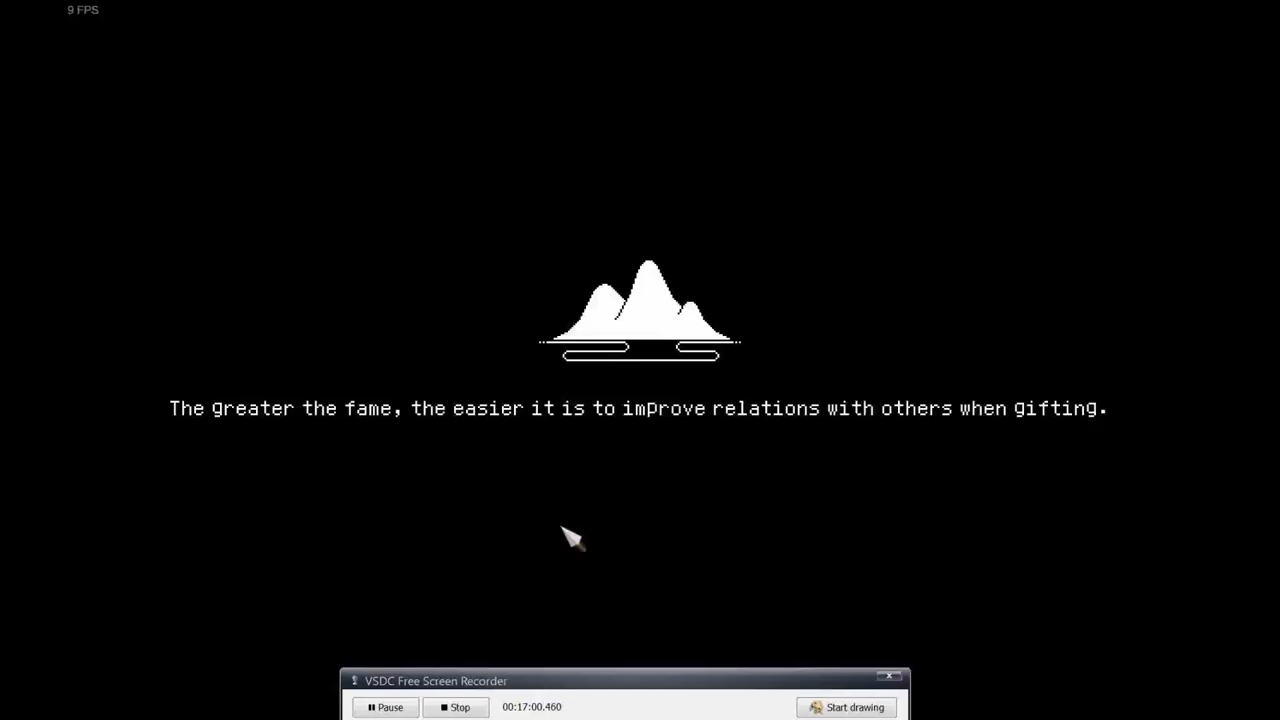 9 FPS
The greater the fame, the easier it is to improve relations with others when gifting.
VSDC Free Screen Recorder
Pause Stop 00:17:00.460 Start drawing